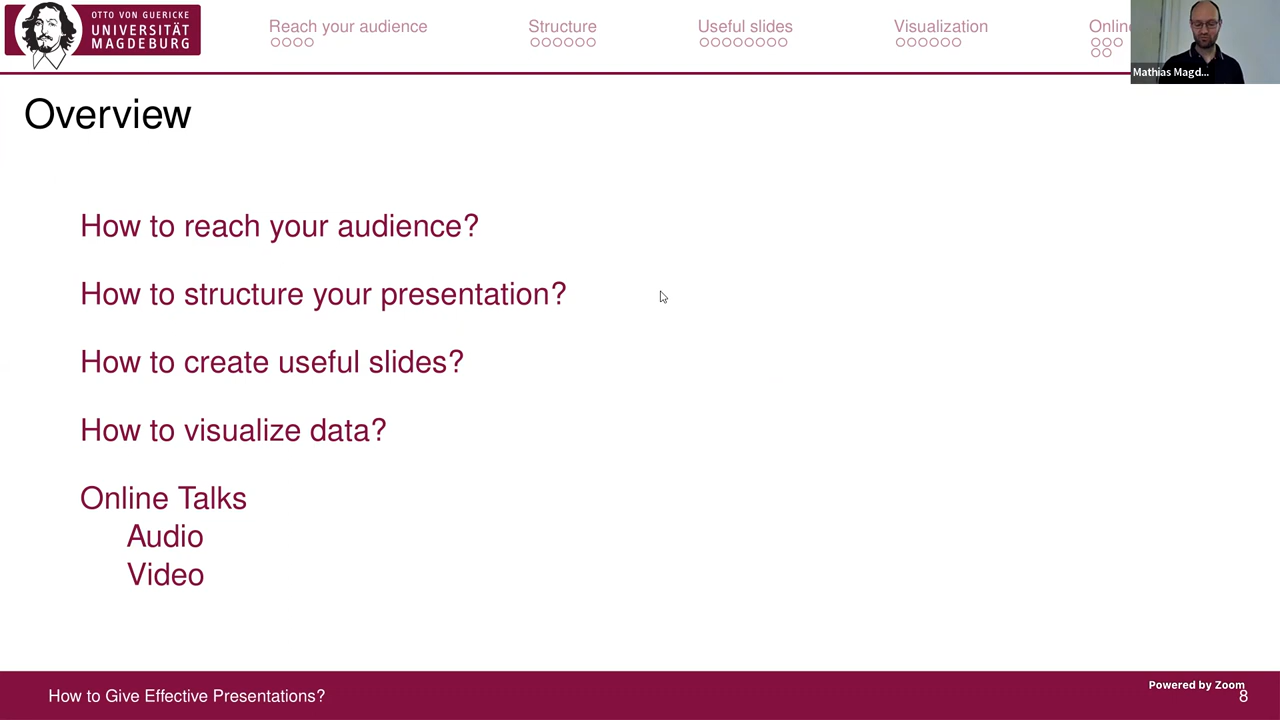 OTTO VON GUERICKE
UNIVERSITÄT
MAGDEBURG
Reach your audience
Structure
Useful slides
Visualization
Mathias Magd...
Overview
How to reach your audience?
How to structure your presentation?
How to create useful slides?
How to visualize data?
Online Talks
Audio
Video
How to Give Effective Presentations?
Powered by Zoom
8